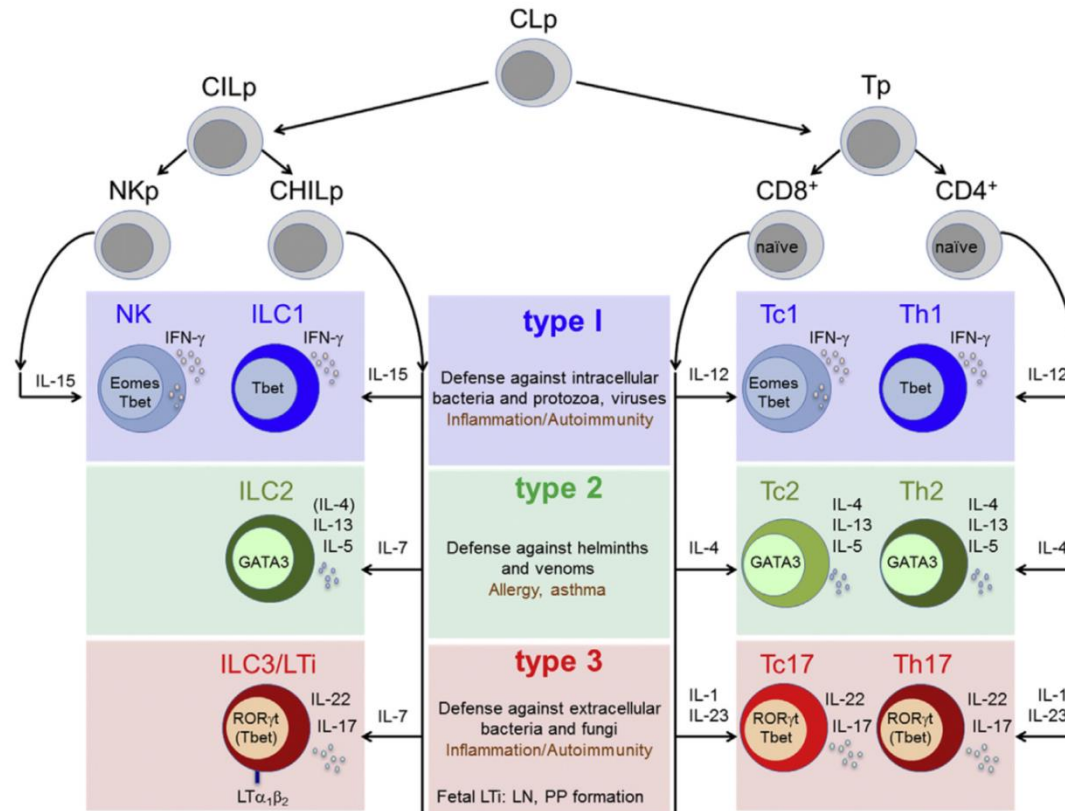 CLp
CILp
Tp
NKp
CHILp
CD8⁺
CD4⁺
naïve
naïve
NK
ILC1
type I
Tc1
Th1
IFN-γ
IFN-γ
IFN-γ
IFN-γ
IL-15
Eomes
Tbet
Tbet
IL-15
Defense against intracellular
bacteria and protozoa, viruses
Inflammation/Autoimmunity
IL-12
Eomes
Tbet
Tbet
IL-12
ILC2
type 2
Tc2
Th2
(IL-4)
IL-13
IL-5
GATA3
IL-7
Defense against helminths
and venoms
Allergy, asthma
IL-4
GATA3
IL-4
IL-13
IL-5
GATA3
IL-4
IL-13
IL-5
IL-4
ILC3/LTi
type 3
Tc17
Th17
IL-22
IL-17
RORγt
(Tbet)
LTα₁β₂
IL-7
Defense against extracellular
bacteria and fungi
Inflammation/Autoimmunity
Fetal LTi: LN, PP formation
IL-1
IL-23
RORγt
Tbet
IL-22
IL-17
RORγt
(Tbet)
IL-22
IL-17
IL-1
IL-23